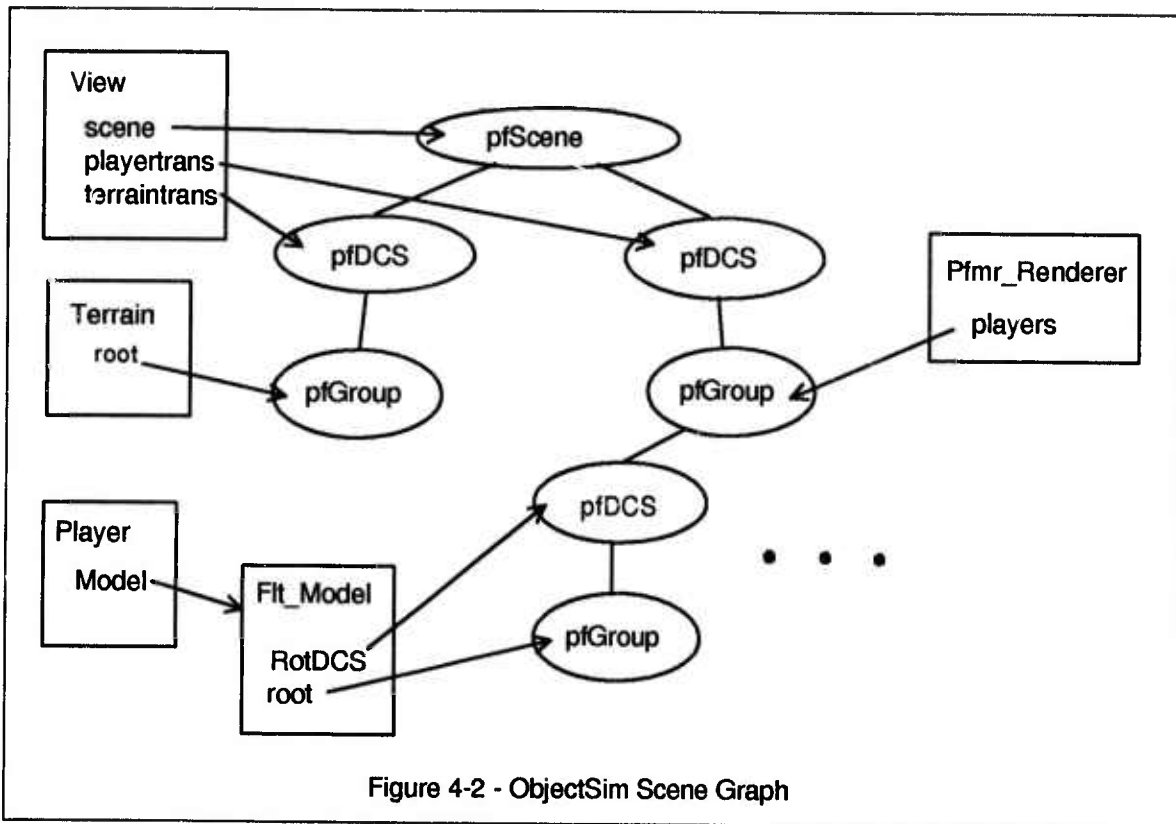 View
scene
playertrans
terraintrans
pfScene
pfDCS
pfDCS
Pfmr_Renderer
players
Terrain
root
pfGroup
pfGroup
pfDCS
Player
Model
Flt_Model
RotDCS
root
pfGroup
Figure 4-2 - ObjectSim Scene Graph